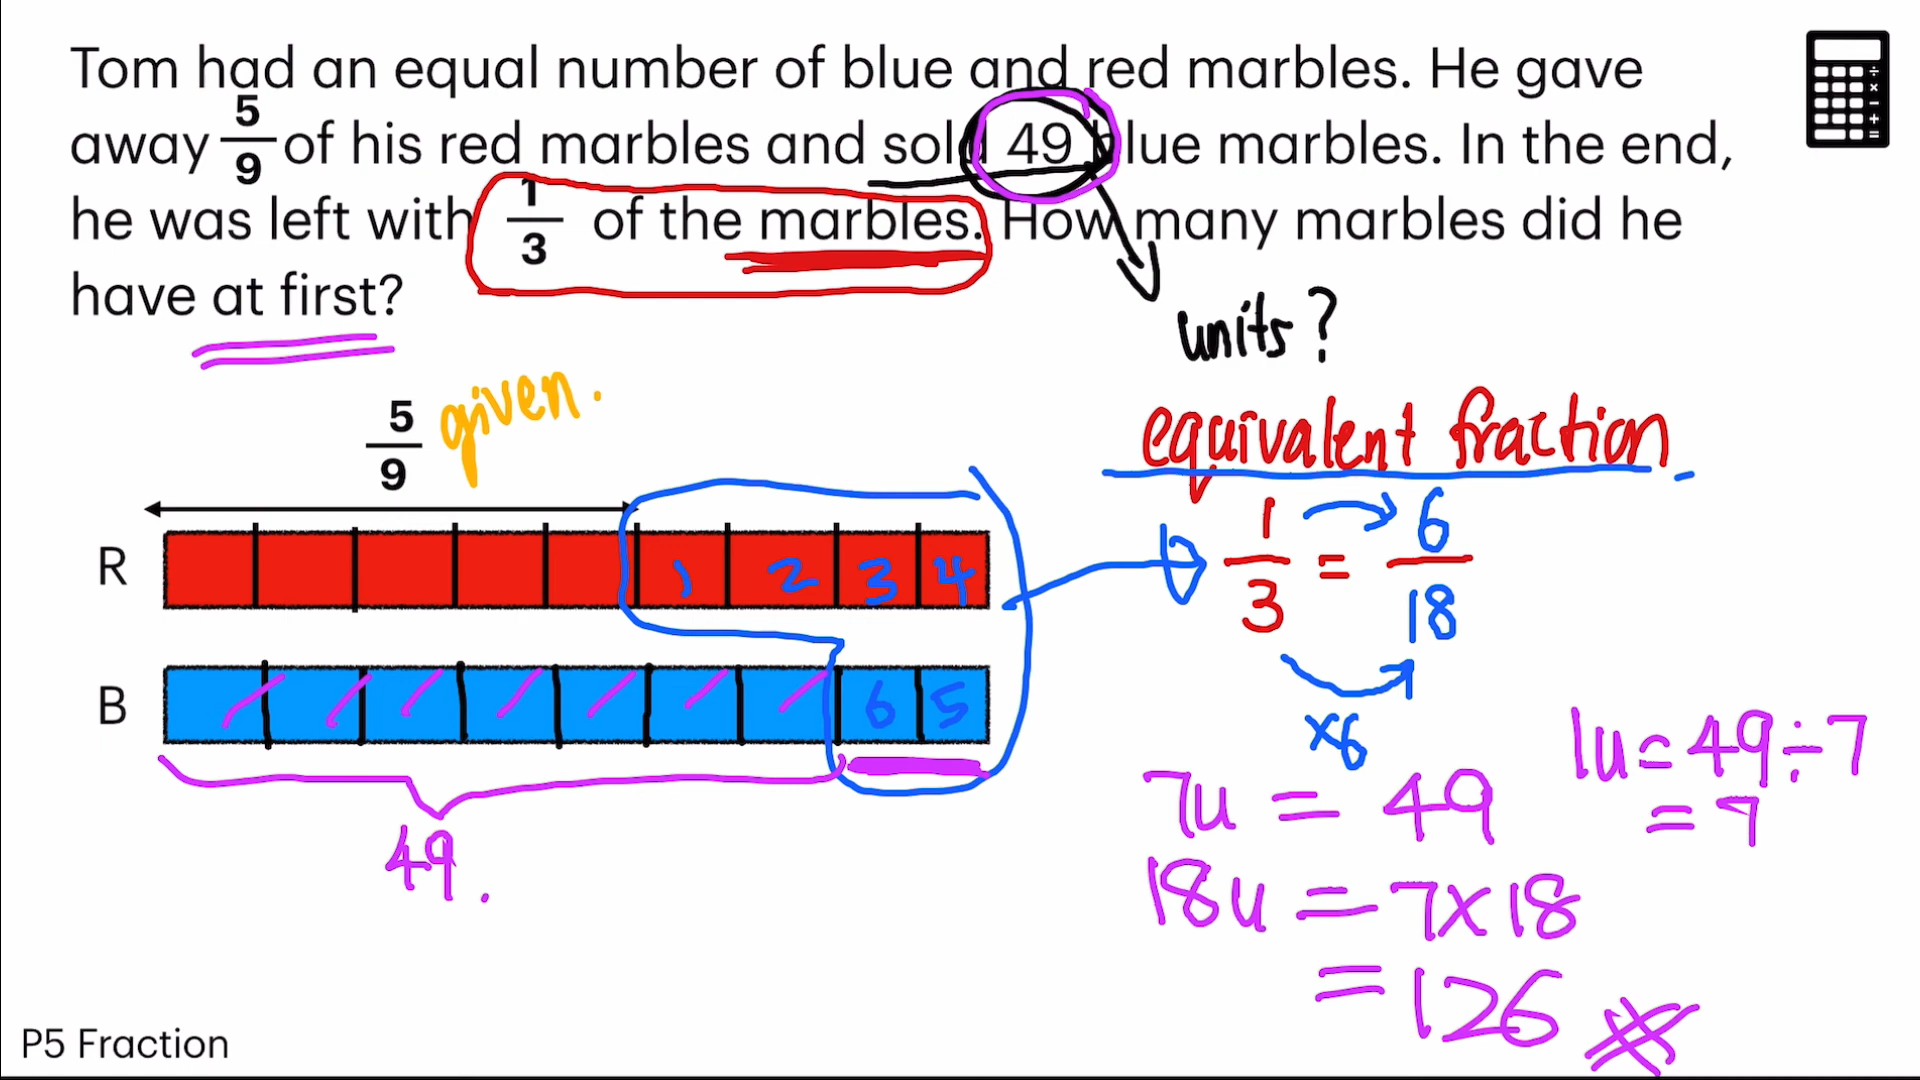 Tom had an equal number of blue and red marbles. He gave
away 5/9 of his red marbles and sold 49 blue marbles. In the end,
he was left with 1/3 of the marbles. How many marbles did he
have at first?
units?
5/9 given.
equivalent fraction
1/3 = 6/18
×6
R 1 2 3 4
B 6 5
49.
1u = 49÷7
= 7
7u = 49
18u = 7×18
= 126
P5 Fraction